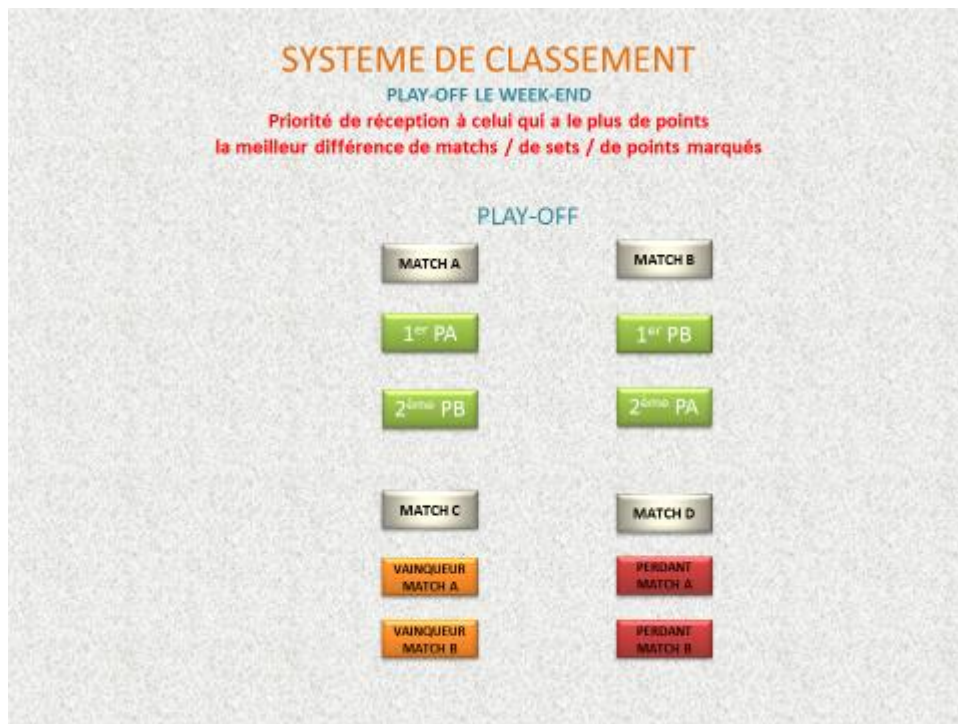 SYSTEME DE CLASSEMENT
PLAY-OFF LE WEEK-END
Priorité de réception à celui qui a le plus de points
la meilleur différence de matchs / de sets / de points marqués
PLAY-OFF
MATCH A
MATCH B
1er PA
1er PB
2ème PB
2ème PA
MATCH C
MATCH D
VAINQUEUR
MATCH A
PERDANT
MATCH A
VAINQUEUR
MATCH B
PERDANT
MATCH B